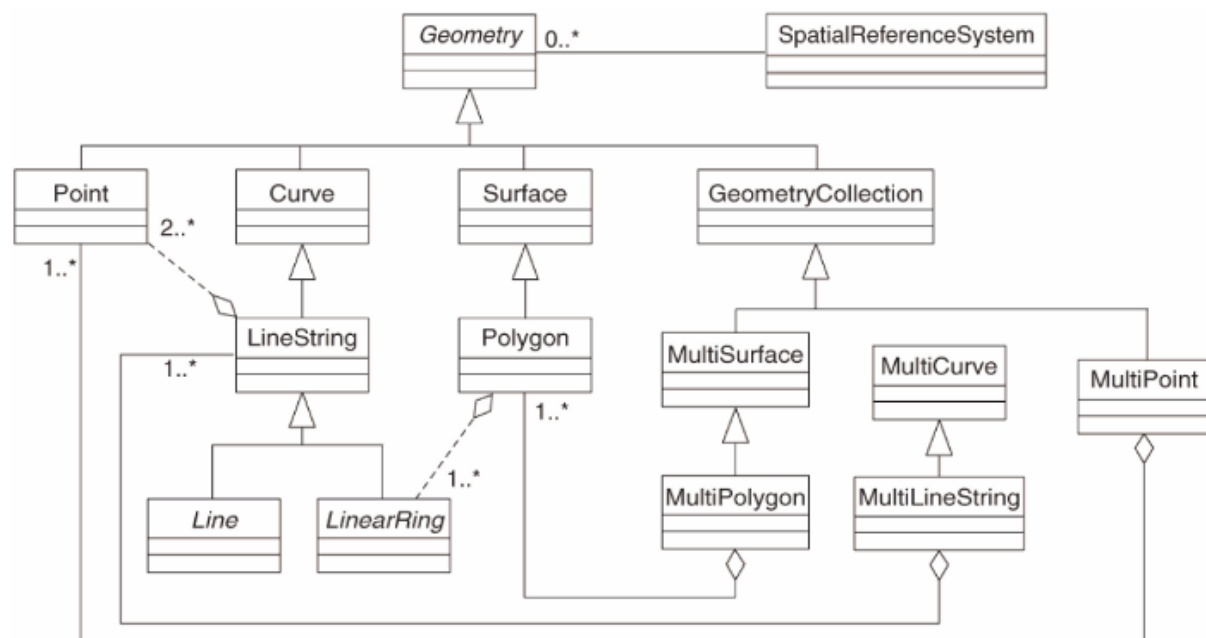 Geometry
0..*
SpatialReferenceSystem
Point
Curve
Surface
GeometryCollection
2..*
1..*
LineString
Polygon
MultiSurface
MultiCurve
MultiPoint
1..*
1..*
1..*
Line
LinearRing
MultiPolygon
MultiLineString